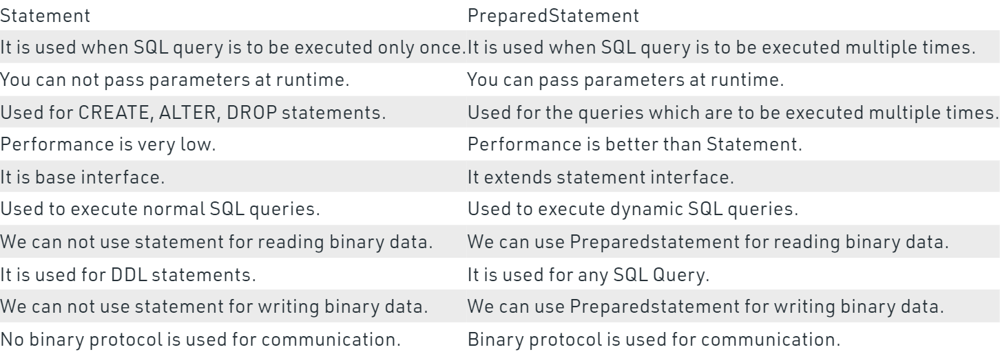 Statement PreparedStatement
It is used when SQL query is to be executed only once. It is used when SQL query is to be executed multiple times.
You can not pass parameters at runtime. You can pass parameters at runtime.
Used for CREATE, ALTER, DROP statements. Used for the queries which are to be executed multiple times.
Performance is very low. Performance is better than Statement.
It is base interface. It extends statement interface.
Used to execute normal SQL queries. Used to execute dynamic SQL queries.
We can not use statement for reading binary data. We can use Preparedstatement for reading binary data.
It is used for DDL statements. It is used for any SQL Query.
We can not use statement for writing binary data. We can use Preparedstatement for writing binary data.
No binary protocol is used for communication. Binary protocol is used for communication.